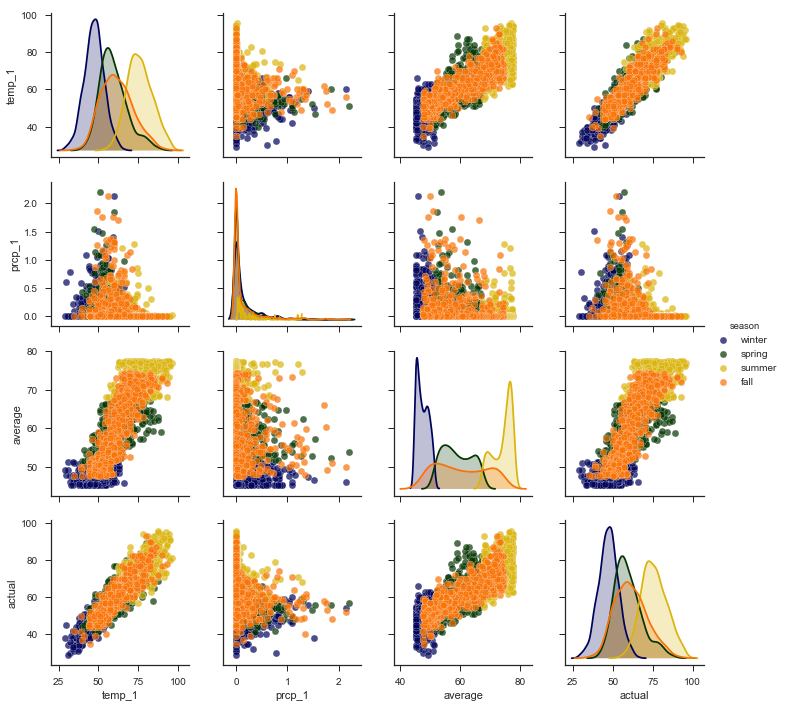 100
80
60
40
temp_1
2.0
1.5
1.0
0.5
0.0
prcp_1
season
winter
spring
summer
fall
80
70
60
50
average
100
80
60
40
actual
25 50 75 100
0 1 2
40 60 80
25 50 75 100
temp_1 prcp_1 average actual